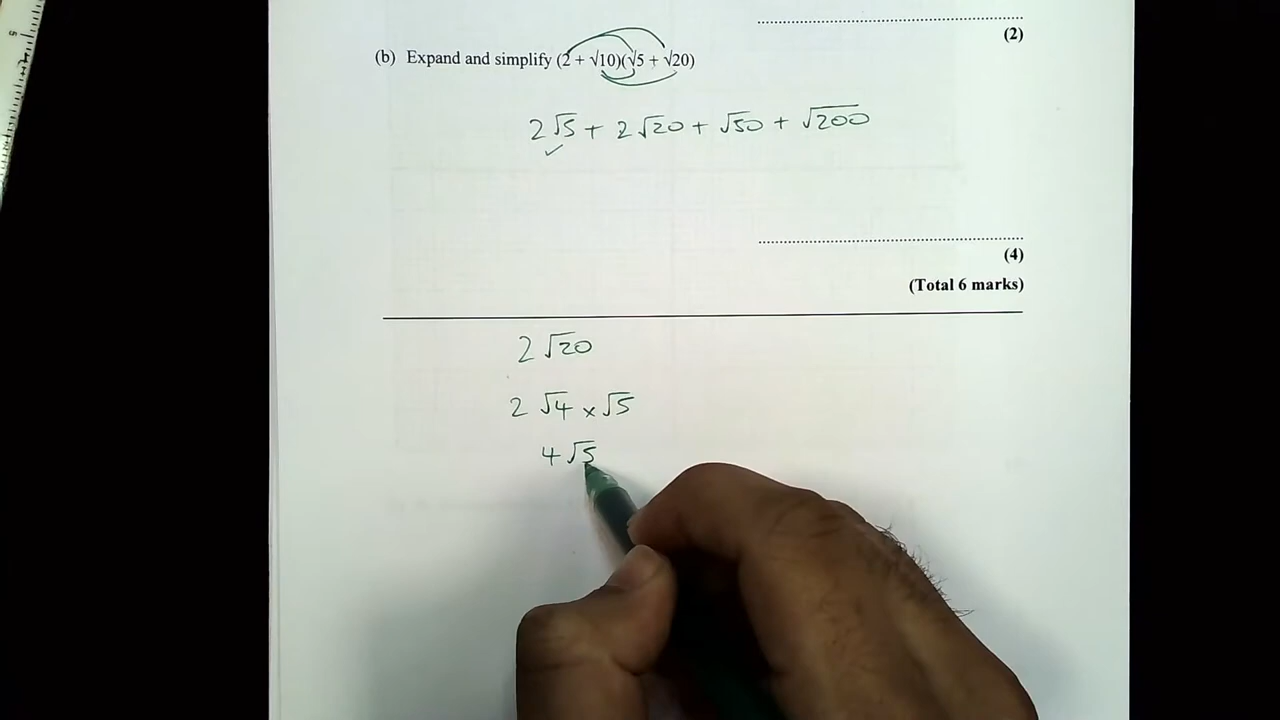 (2)
(b) Expand and simplify (2 + √10)(√5 + √20)
2√5 + 2√20 + √50 + √200
(4)
(Total 6 marks)
2√20
2√4 × √5
4√5
5